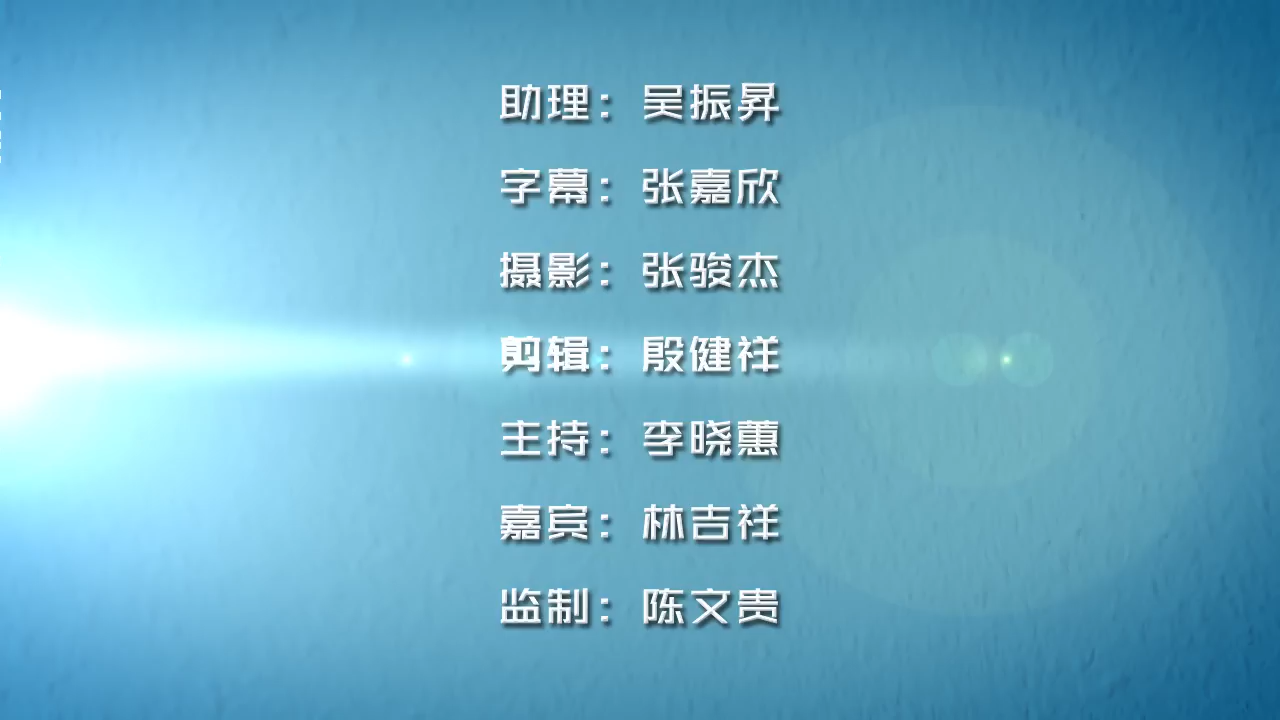 助理：吴振昇
字幕：张嘉欣
摄影：张骏杰
剪辑：殷健祥
主持：李晓蕙
嘉宾：林吉祥
监制：陈文贵